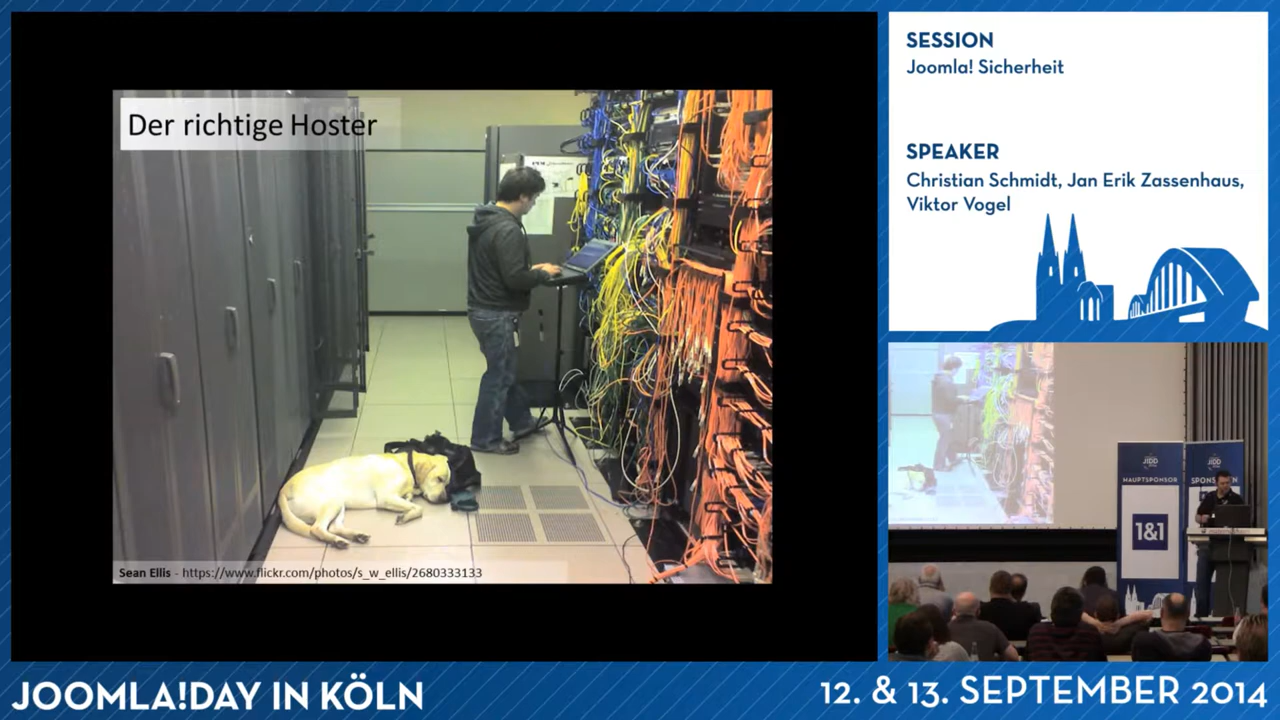 Der richtige Hoster
Sean Ellis - https://www.flickr.com/photos/s_w_ellis/2680333133
SESSION
Joomla! Sicherheit
SPEAKER
Christian Schmidt, Jan Erik Zassenhaus,
Viktor Vogel
JIDD
HAUPTSPONSOR
1&1
JOOMLA!DAY IN KÖLN
12. & 13. SEPTEMBER 2014